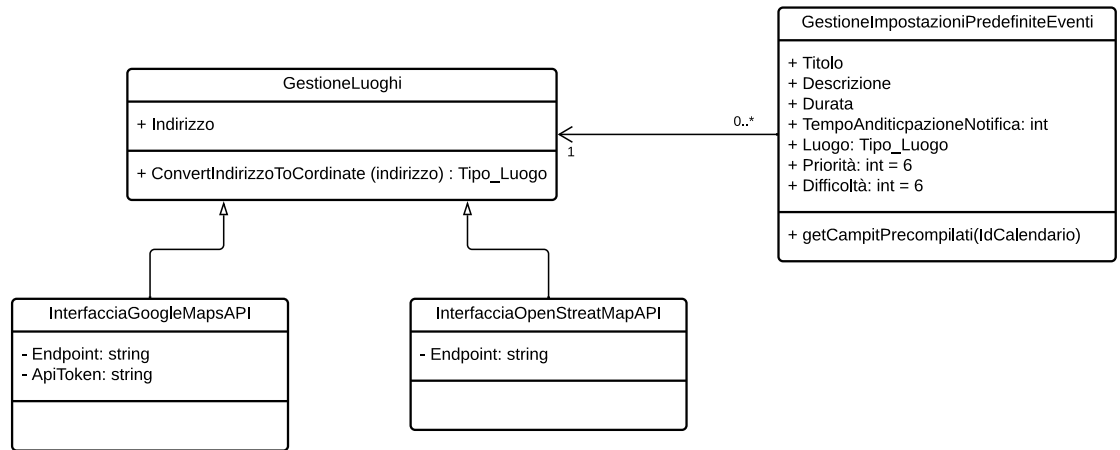 GestioneImpostazioniPredefiniteEventi
+ Titolo
+ Descrizione
+ Durata
+ TempoAnditicpazioneNotifica: int
+ Luogo: Tipo_Luogo
+ Priorità: int = 6
+ Difficoltà: int = 6
+ getCampitPrecompilati(IdCalendario)
GestioneLuoghi
+ Indirizzo
+ ConvertIndirizzoToCordinate (indirizzo) : Tipo_Luogo
0..*
1
InterfacciaGoogleMapsAPI
- Endpoint: string
- ApiToken: string
InterfacciaOpenStreatMapAPI
- Endpoint: string